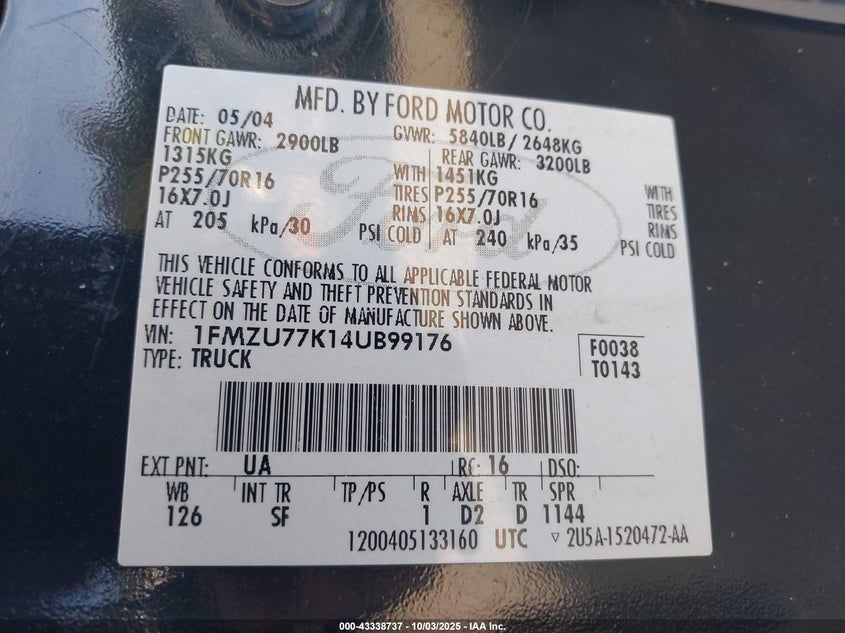 MFD. BY FORD MOTOR CO.
DATE: 05/04
GVWR: 5840LB/ 2648KG
FRONT GAWR: 2900LB
REAR GAWR: 3200LB
1315KG WITH
1451KG WITH
P255/70R16 TIRES
P255/70R16 TIRES
16X7.0J RIMS
16X7.0J RIMS
AT 205 kPa/30 PSI COLD
AT 240 kPa/35 PSI COLD
Ford
THIS VEHICLE CONFORMS TO ALL APPLICABLE FEDERAL MOTOR
VEHICLE SAFETY AND THEFT PREVENTION STANDARDS IN
EFFECT ON THE DATE OF MANUFACTURE SHOWN ABOVE.
VIN: 1FMZU77K14UB99176
TYPE: TRUCK
F0038
T0143
EXT PNT: UA RC: 16 DSO:
WB INT TR TP/PS R AXLE TR SPR
126 SF 1 D2 D 1144
1200405133160 UTC ▽ 2U5A-1520472-AA
000-43338737 - 10/03/2025 - IAA Inc.